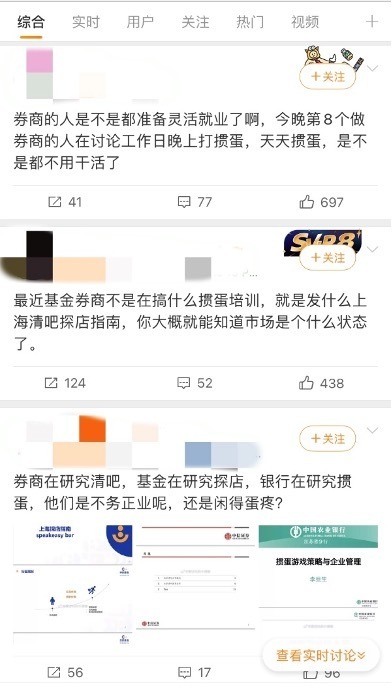 综合 实时 用户 关注 热门 视频
+关注
券商的人是不是都准备灵活就业了啊，今晚第8个做
券商的人在讨论工作日晚上打掼蛋，天天掼蛋，是不
是都不用干活了
41 77 697
+关注
最近基金券商不是在搞什么掼蛋培训，就是发什么上
海清吧探店指南，你大概就能知道市场是个什么状态
了。
124 52 438
+关注
券商在研究清吧，基金在研究探店，银行在研究掼
蛋，他们是不务正业呢，还是闲得蛋疼？
speakeasy bar
中国农业银行
掼蛋游戏策略与企业管理
查看实时讨论
56 17 96